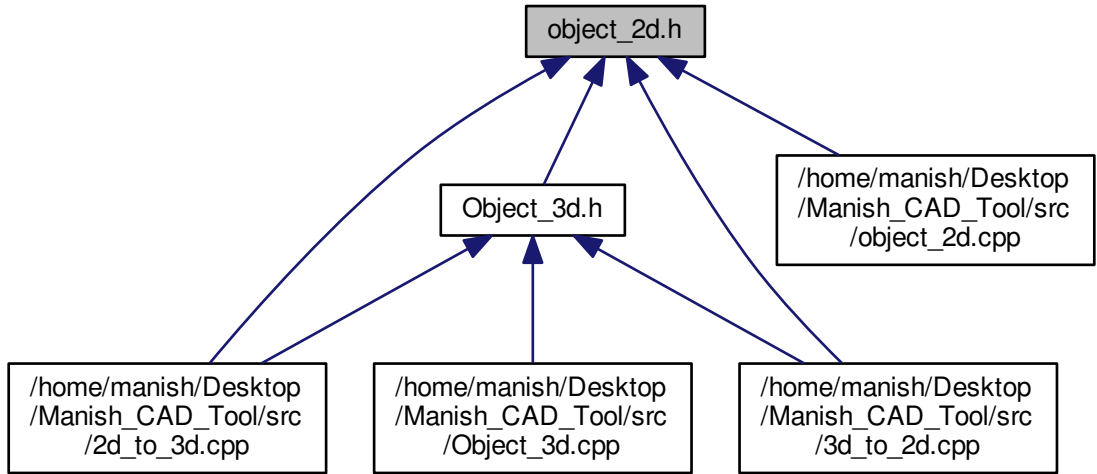 object_2d.h
Object_3d.h
/home/manish/Desktop
/Manish_CAD_Tool/src
/object_2d.cpp
/home/manish/Desktop
/Manish_CAD_Tool/src
/2d_to_3d.cpp
/home/manish/Desktop
/Manish_CAD_Tool/src
/Object_3d.cpp
/home/manish/Desktop
/Manish_CAD_Tool/src
/3d_to_2d.cpp